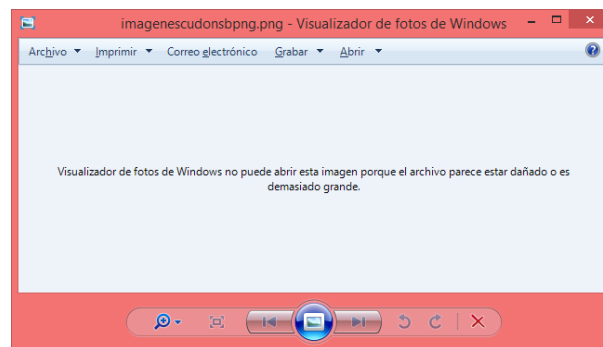 imagenescudonsbpng.png - Visualizador de fotos de Windows
Archivo Imprimir Correo electrónico Grabar Abrir
Visualizador de fotos de Windows no puede abrir esta imagen porque el archivo parece estar dañado o es
demasiado grande.